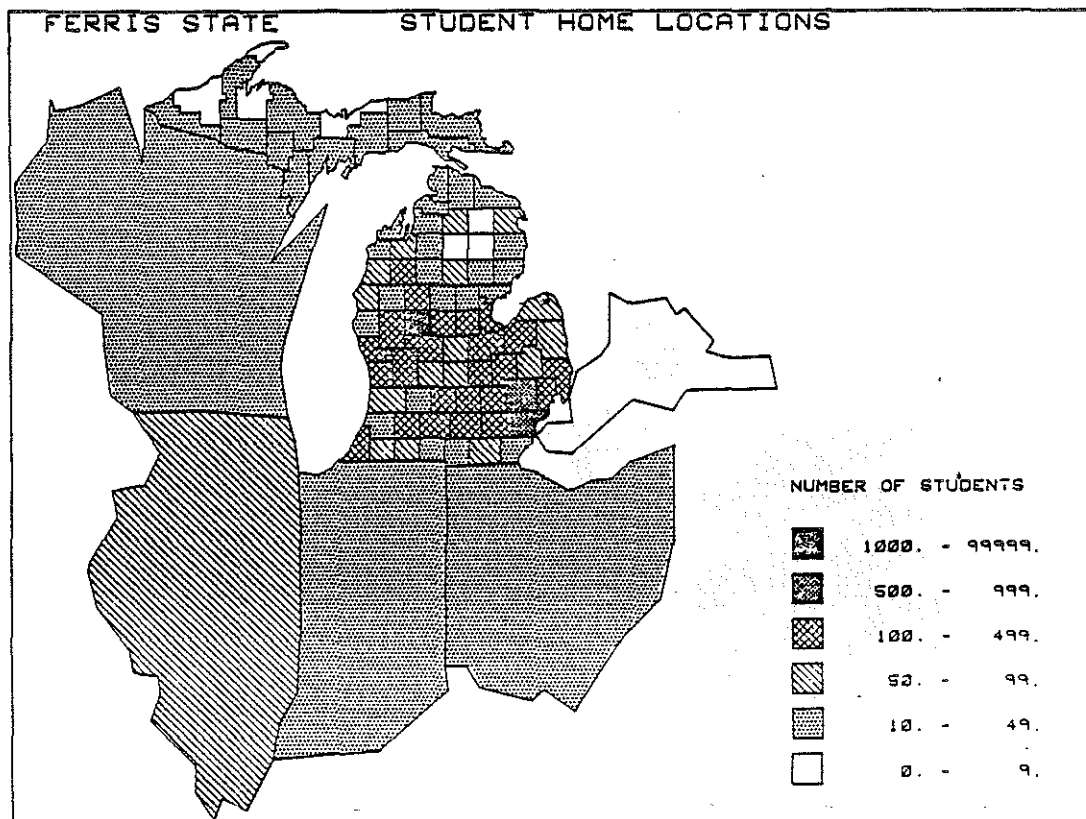 FERRIS STATE STUDENT HOME LOCATIONS
NUMBER OF STUDENTS
1000. - 99999.
500. - 999.
100. - 499.
50. - 99.
10. - 49.
0. - 9.